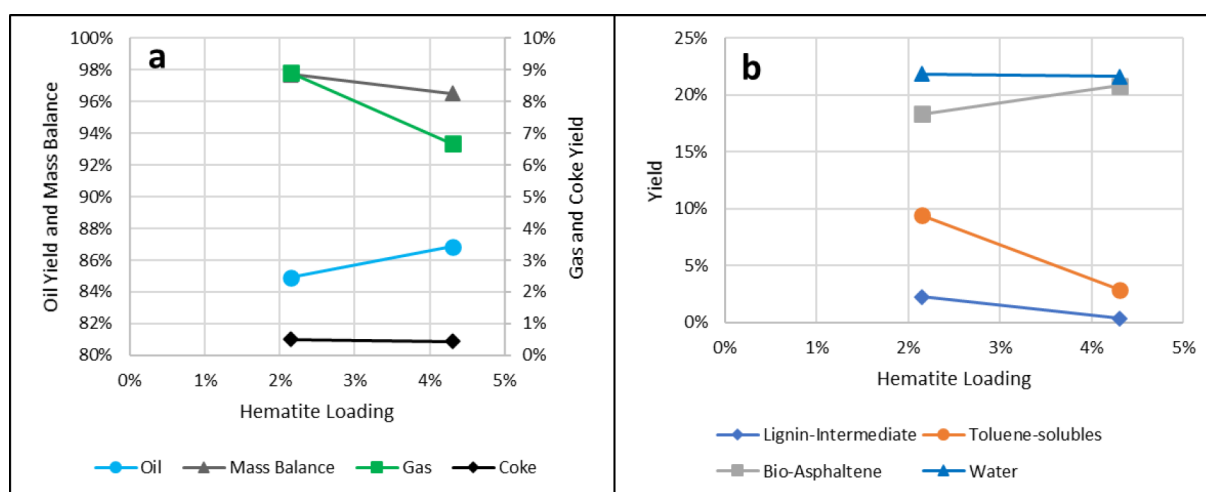 a
100%
98%
96%
94%
92%
90%
88%
86%
84%
82%
80%
Oil Yield and Mass Balance
10%
9%
8%
7%
6%
5%
4%
3%
2%
1%
0%
Gas and Coke Yield
0% 1% 2% 3% 4% 5%
Hematite Loading
Oil Mass Balance Gas Coke
b
25%
20%
15%
10%
5%
0%
Yield
0% 1% 2% 3% 4% 5%
Hematite Loading
Lignin-Intermediate Toluene-solubles
Bio-Asphaltene Water